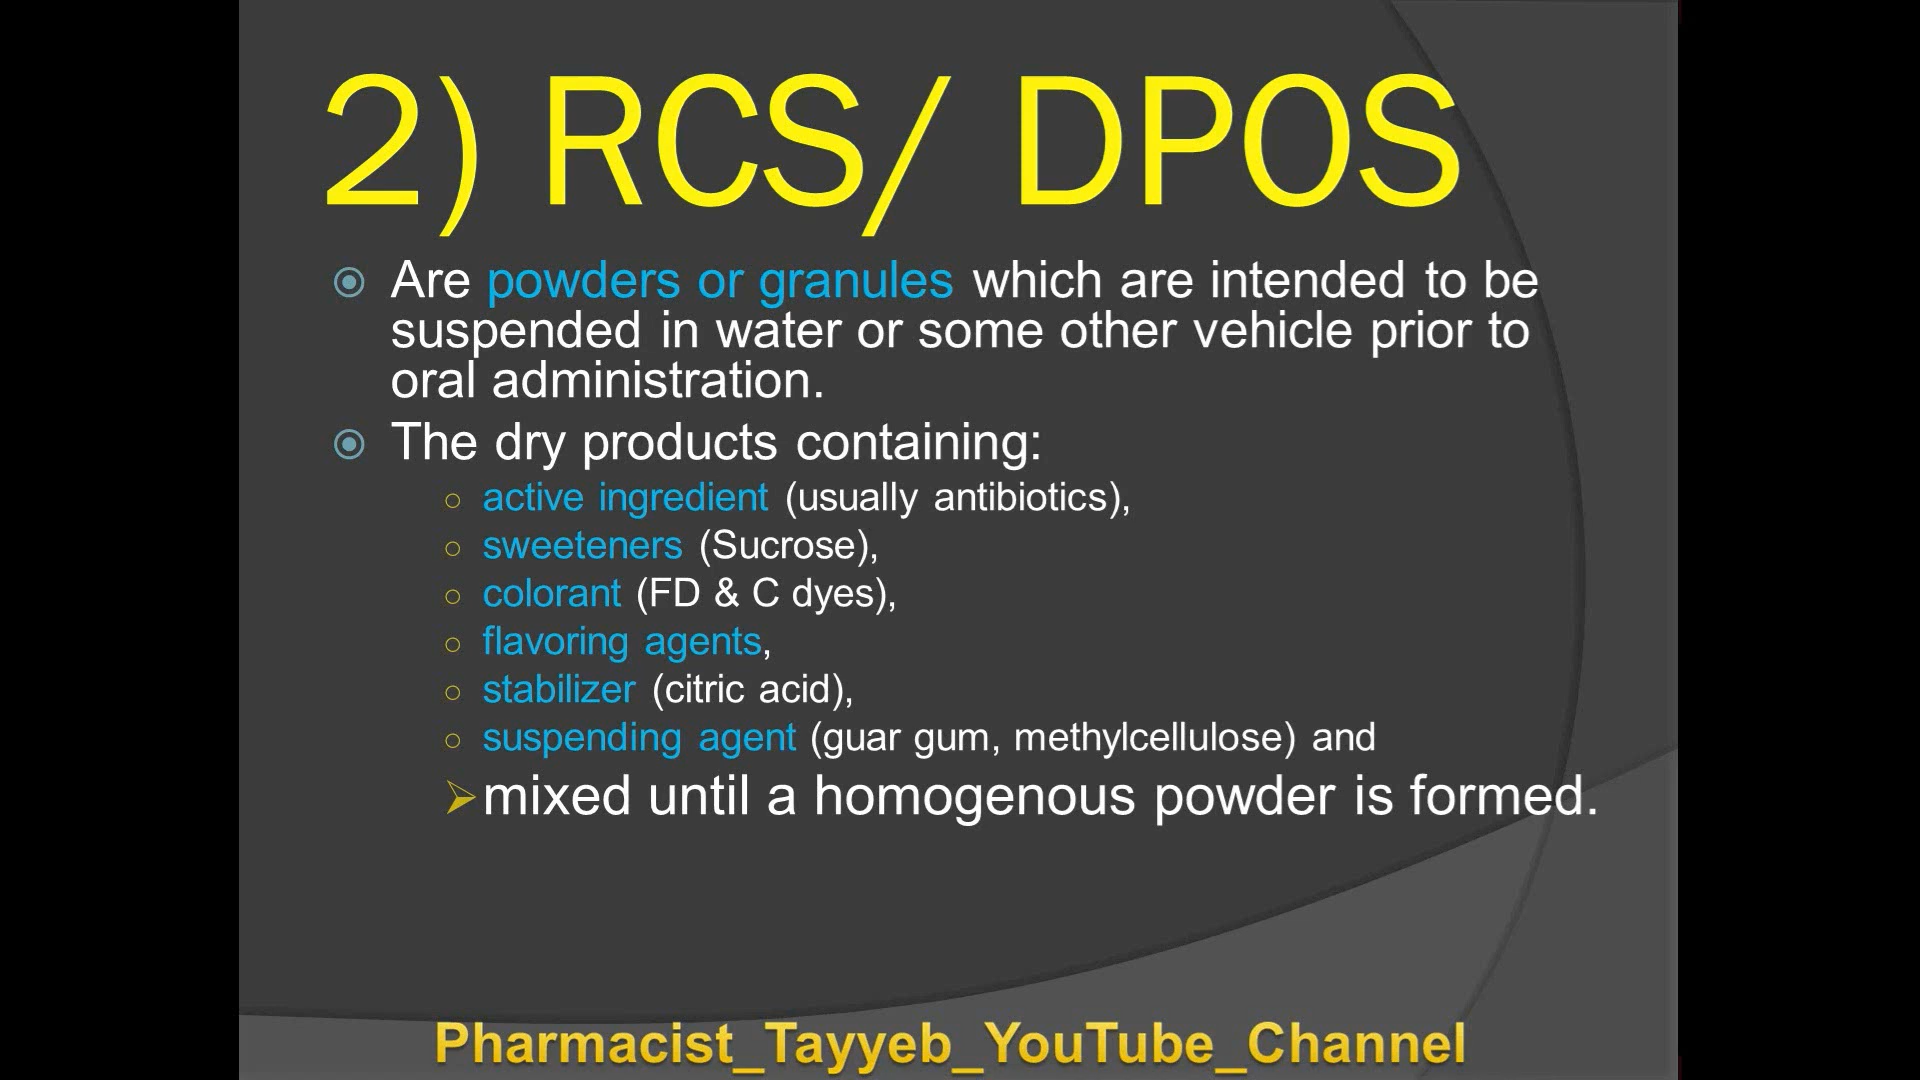 2) RCS/ DPOS
Are powders or granules which are intended to be
suspended in water or some other vehicle prior to
oral administration.
The dry products containing:
active ingredient (usually antibiotics),
sweeteners (Sucrose),
colorant (FD & C dyes),
flavoring agents,
stabilizer (citric acid),
suspending agent (guar gum, methylcellulose) and
mixed until a homogenous powder is formed.
Pharmacist_Tayyeb_YouTube_Channel